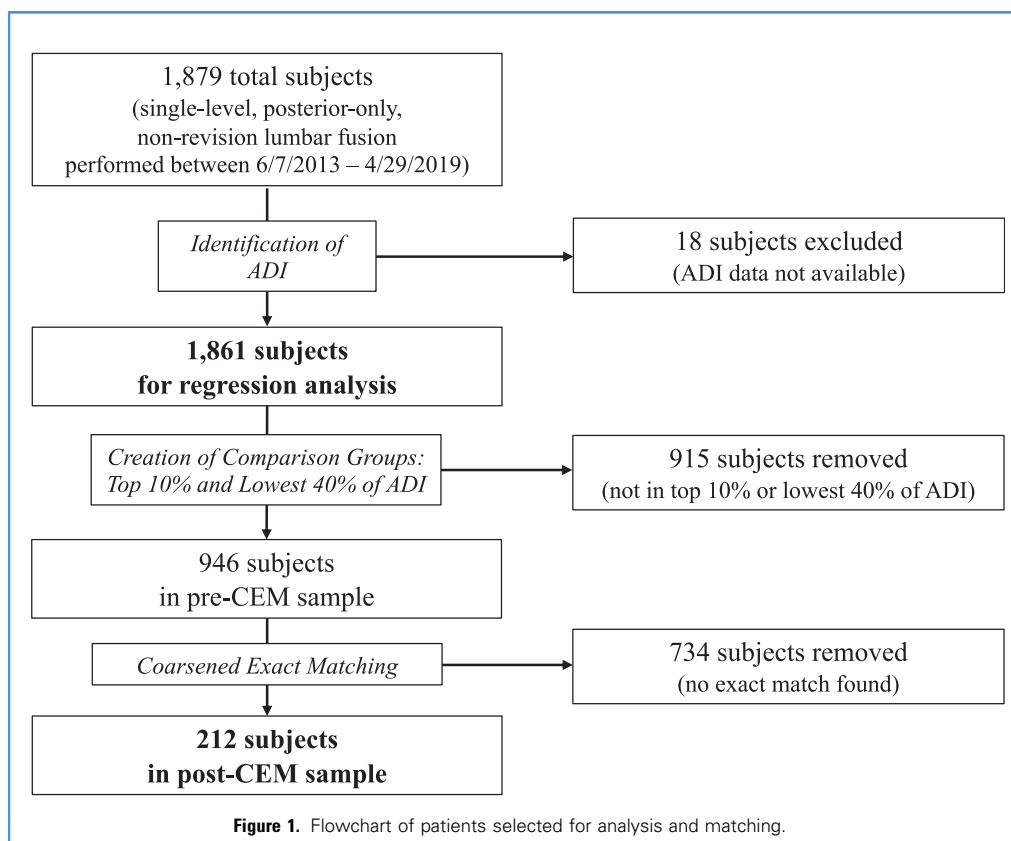 1,879 total subjects
(single-level, posterior-only,
non-revision lumbar fusion
performed between 6/7/2013 – 4/29/2019)
Identification of
ADI
18 subjects excluded
(ADI data not available)
1,861 subjects
for regression analysis
Creation of Comparison Groups:
Top 10% and Lowest 40% of ADI
915 subjects removed
(not in top 10% or lowest 40% of ADI)
946 subjects
in pre-CEM sample
Coarsened Exact Matching
734 subjects removed
(no exact match found)
212 subjects
in post-CEM sample
Figure 1. Flowchart of patients selected for analysis and matching.